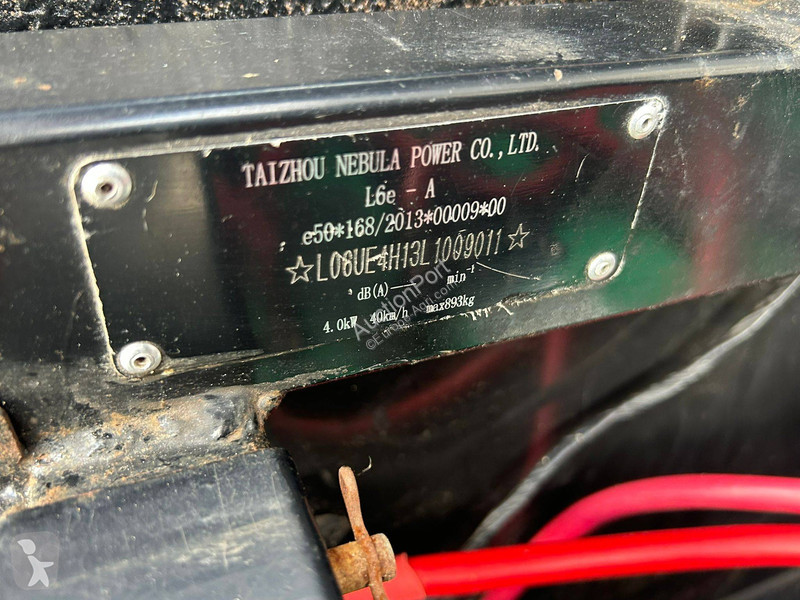 TAIZHOU NEBULA POWER CO.,LTD.
L6e - A
e50*168/2013*00009*00
☆L08UE4H13L1009011☆
dB(A) — min⁻¹
4.0kW 40km/h max893kg
AuctionPort